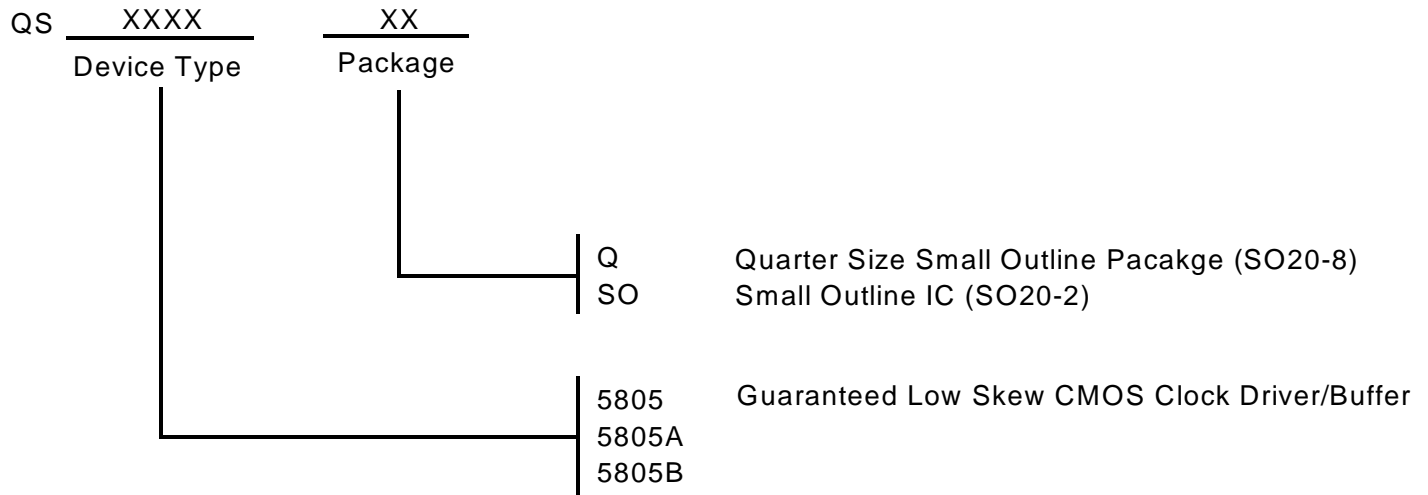 QS XXXX XX
Device Type Package
Q Quarter Size Small Outline Pacakge (SO20-8)
SO Small Outline IC (SO20-2)
5805 Guaranteed Low Skew CMOS Clock Driver/Buffer
5805A
5805B